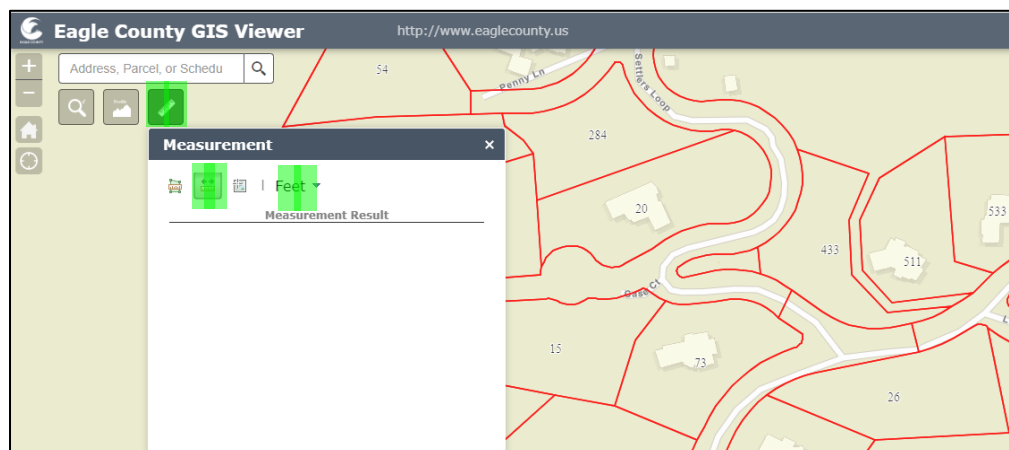 Eagle County GIS Viewer
http://www.eaglecounty.us
Address, Parcel, or Schedu
Measurement
×
Feet
Measurement Result
54
Penny Ln
Settlers Loop
284
20
533
433
511
Case Ct
15
73
26
L